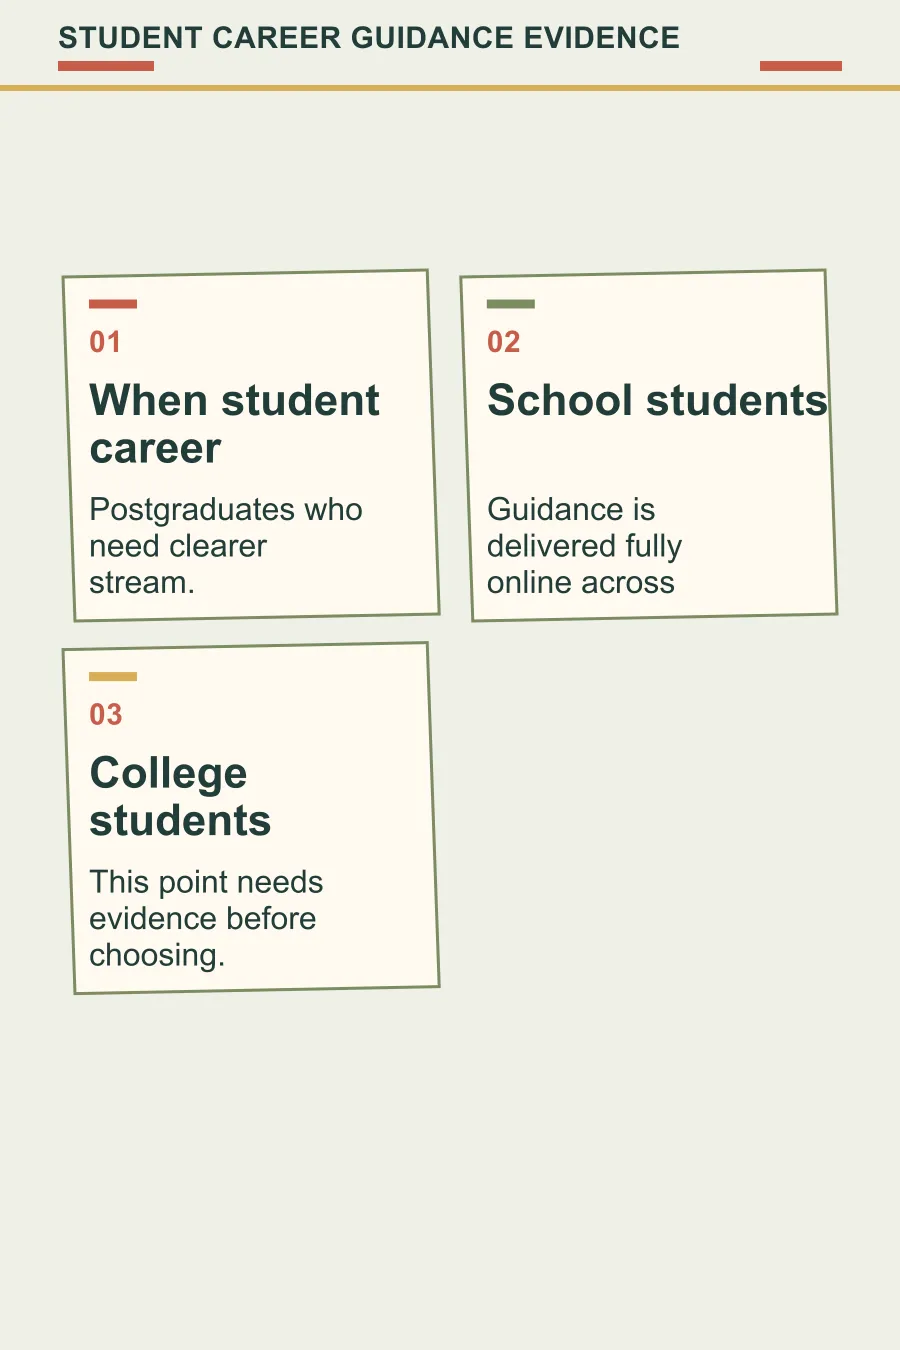 STUDENT CAREER GUIDANCE EVIDENCE
01
When student
career
Postgraduates who
need clearer
stream.
02
School students
Guidance is
delivered fully
online across
03
College
students
This point needs
evidence before
choosing.